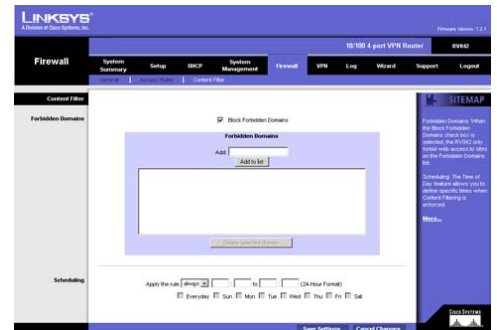 LINKSYS®
A Division of Cisco Systems, Inc.
Firmware Version: 1.2.1
10/100 4-port VPN Router
RV042
Firewall
System Summary
Setup
DHCP
System Management
Firewall
VPN
Log
Wizard
Support
Logout
General | Access Rules | Content Filter
Content Filter
SITEMAP
Forbidden Domains
Block Forbidden Domains
Forbidden Domains
Add:
Add to list
Delete selected domain
Forbidden Domains: When
the Block Forbidden
Domains check box is
selected, the RV042 only
forbid web access to sites
on the Forbidden Domains
list.
Scheduling: The Time of
Day feature allows you to
define specific times when
Content Filtering is
enforced.
More...
Scheduling
Apply the rule always : to : (24-Hour Format)
Everyday Sun Mon Tue Wed Thu Fri Sat
Save Settings Cancel Changes
CISCO SYSTEMS